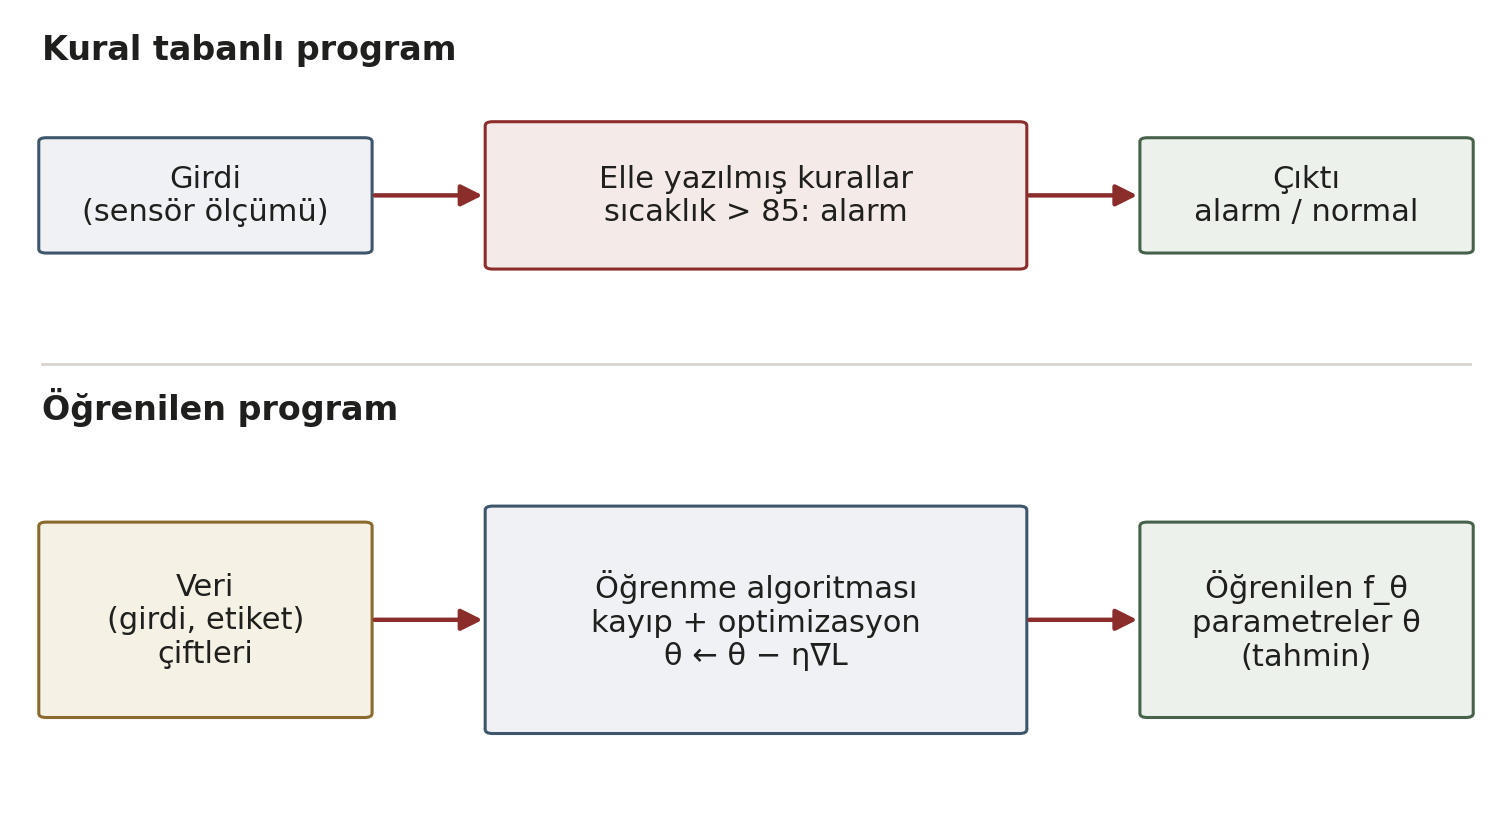 Kural tabanlı program
Girdi
(sensör ölçümü)
Elle yazılmış kurallar
sıcaklık > 85: alarm
Çıktı
alarm / normal
Öğrenilen program
Veri
(girdi, etiket)
çiftleri
Öğrenme algoritması
kayıp + optimizasyon
θ ← θ − η∇L
Öğrenilen f_θ
parametreler θ
(tahmin)